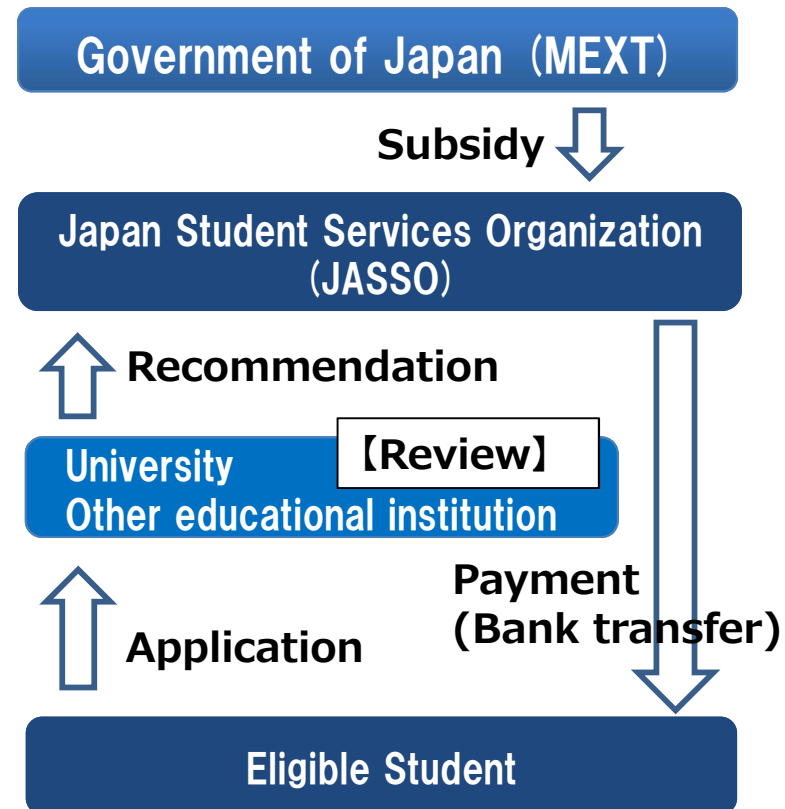 Government of Japan (MEXT)
Subsidy
Japan Student Services Organization
(JASSO)
Recommendation
【Review】
University
Other educational institution
Payment
(Bank transfer)
Application
Eligible Student